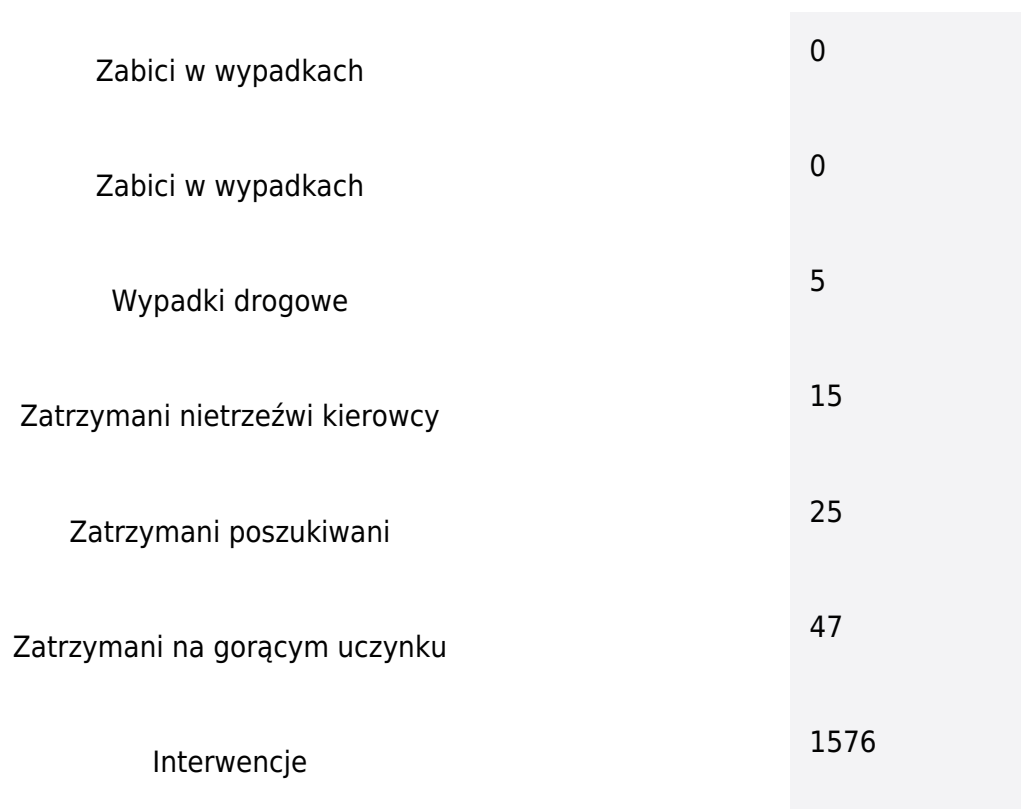 Zabici w wypadkach 0
Zabici w wypadkach 0
Wypadki drogowe 5
Zatrzymani nietrzeźwi kierowcy 15
Zatrzymani poszukiwani 25
Zatrzymani na gorącym uczynku 47
Interwencje 1576